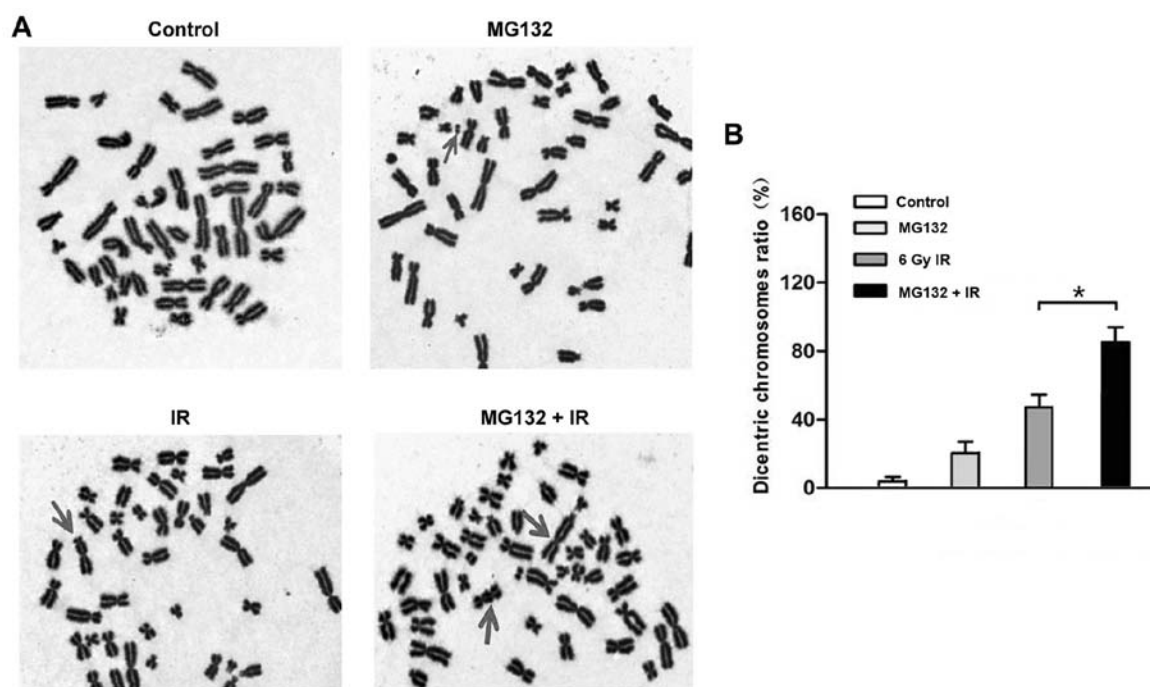 A
Control
MG132
IR
MG132 + IR
B
Dicentric chromosomes ratio (%)
160
120
80
40
0
Control
MG132
6 Gy IR
MG132 + IR
*